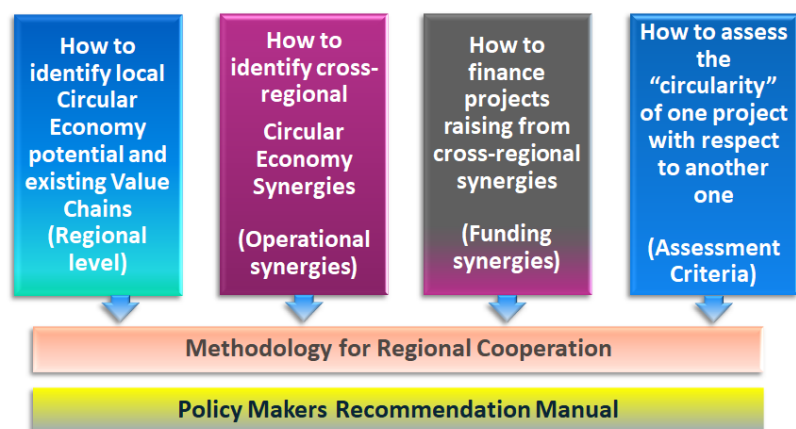 How to
identify local
Circular
Economy
potential and
existing Value
Chains
(Regional
level)
How to
identify cross-
regional
Circular
Economy
Synergies
(Operational
synergies)
How to
finance
projects
raising from
cross-regional
synergies
(Funding
synergies)
How to assess
the
“circularity”
of one project
with respect
to another
one
(Assessment
Criteria)
Methodology for Regional Cooperation
Policy Makers Recommendation Manual